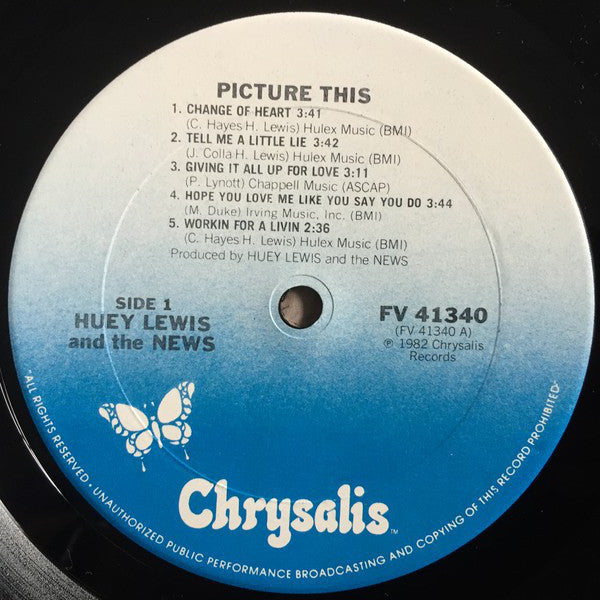 PICTURE THIS
1. CHANGE OF HEART 3:41
(C. Hayes H. Lewis) Hulex Music (BMI)
2. TELL ME A LITTLE LIE 3:42
(J. Colla H. Lewis) Hulex Music (BMI)
3. GIVING IT ALL UP FOR LOVE 3:11
(P. Lynott) Chappell Music (ASCAP)
4. HOPE YOU LOVE ME LIKE YOU SAY YOU DO 3:44
(M. Duke) Irving Music, Inc. (BMI)
5. WORKIN FOR A LIVIN 2:36
(C. Hayes H. Lewis) Hulex Music (BMI)
Produced by HUEY LEWIS and the NEWS
SIDE 1
HUEY LEWIS
and the NEWS
FV 41340
(FV 41340 A)
℗ 1982 Chrysalis
Records
Chrysalis™
"ALL RIGHTS RESERVED • UNAUTHORIZED PUBLIC PERFORMANCE BROADCASTING AND COPYING OF THIS RECORD PROHIBITED"